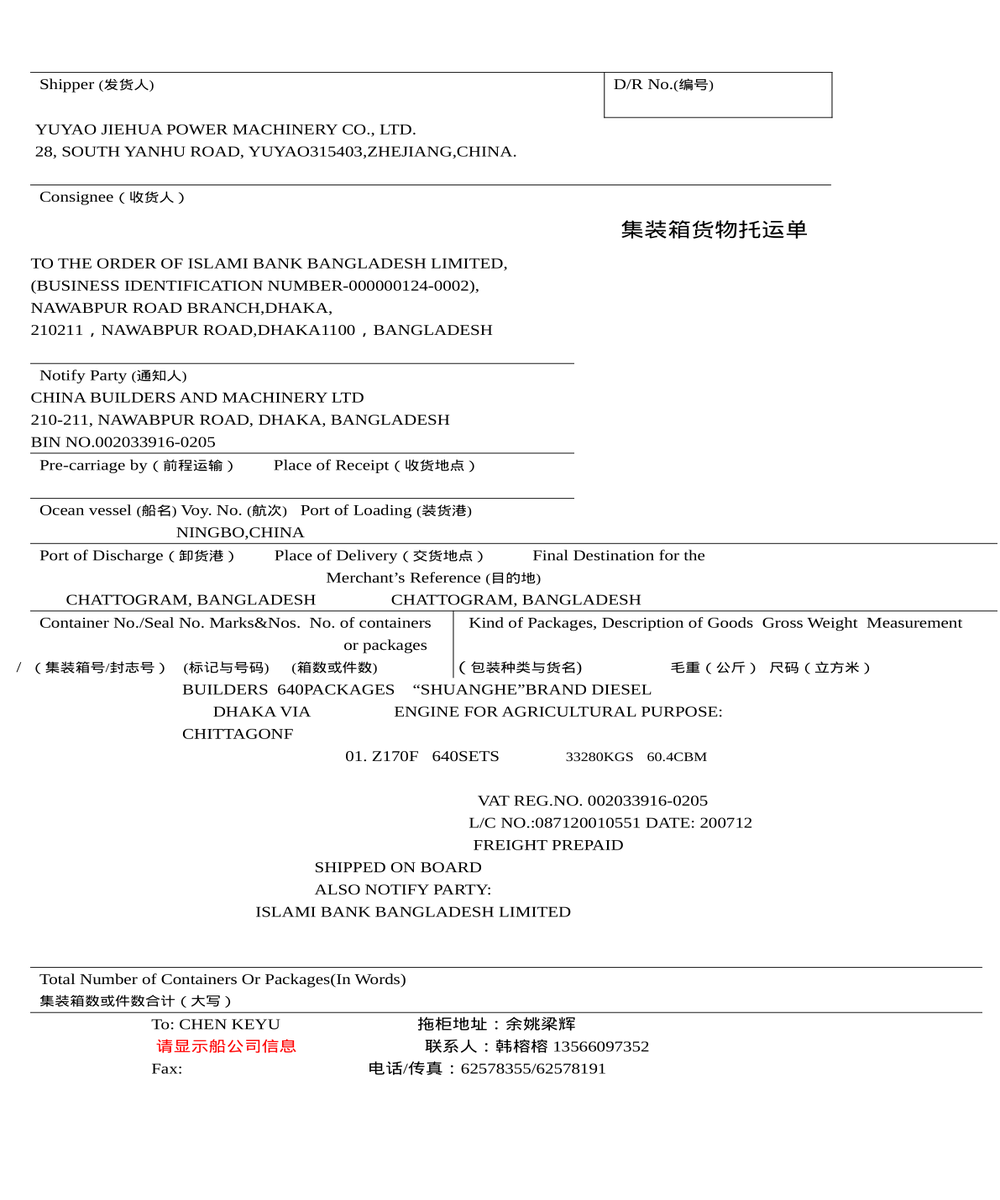 Shipper (发货人)
D/R No.(编号)
YUYAO JIEHUA POWER MACHINERY CO., LTD.
28, SOUTH YANHU ROAD, YUYAO315403,ZHEJIANG,CHINA.
Consignee（收货人）
集装箱货物托运单
TO THE ORDER OF ISLAMI BANK BANGLADESH LIMITED,
(BUSINESS IDENTIFICATION NUMBER-000000124-0002),
NAWABPUR ROAD BRANCH,DHAKA,
210211，NAWABPUR ROAD,DHAKA1100，BANGLADESH
Notify Party (通知人)
CHINA BUILDERS AND MACHINERY LTD
210-211, NAWABPUR ROAD, DHAKA, BANGLADESH
BIN NO.002033916-0205
Pre-carriage by（前程运输） Place of Receipt（收货地点）
Ocean vessel (船名) Voy. No. (航次) Port of Loading (装货港)
NINGBO,CHINA
Port of Discharge（卸货港） Place of Delivery（交货地点） Final Destination for the
Merchant’s Reference (目的地)
CHATTOGRAM, BANGLADESH CHATTOGRAM, BANGLADESH
Container No./Seal No. Marks&Nos. No. of containers Kind of Packages, Description of Goods Gross Weight Measurement
or packages
/ （集装箱号/封志号） (标记与号码) (箱数或件数) （包装种类与货名) 毛重（公斤） 尺码（立方米）
BUILDERS 640PACKAGES “SHUANGHE”BRAND DIESEL
DHAKA VIA ENGINE FOR AGRICULTURAL PURPOSE:
CHITTAGONF
01. Z170F 640SETS 33280KGS 60.4CBM
VAT REG.NO. 002033916-0205
L/C NO.:087120010551 DATE: 200712
FREIGHT PREPAID
SHIPPED ON BOARD
ALSO NOTIFY PARTY:
ISLAMI BANK BANGLADESH LIMITED
Total Number of Containers Or Packages(In Words)
集装箱数或件数合计（大写）
To: CHEN KEYU 拖柜地址：余姚梁辉
请显示船公司信息 联系人：韩榕榕 13566097352
Fax: 电话/传真：62578355/62578191